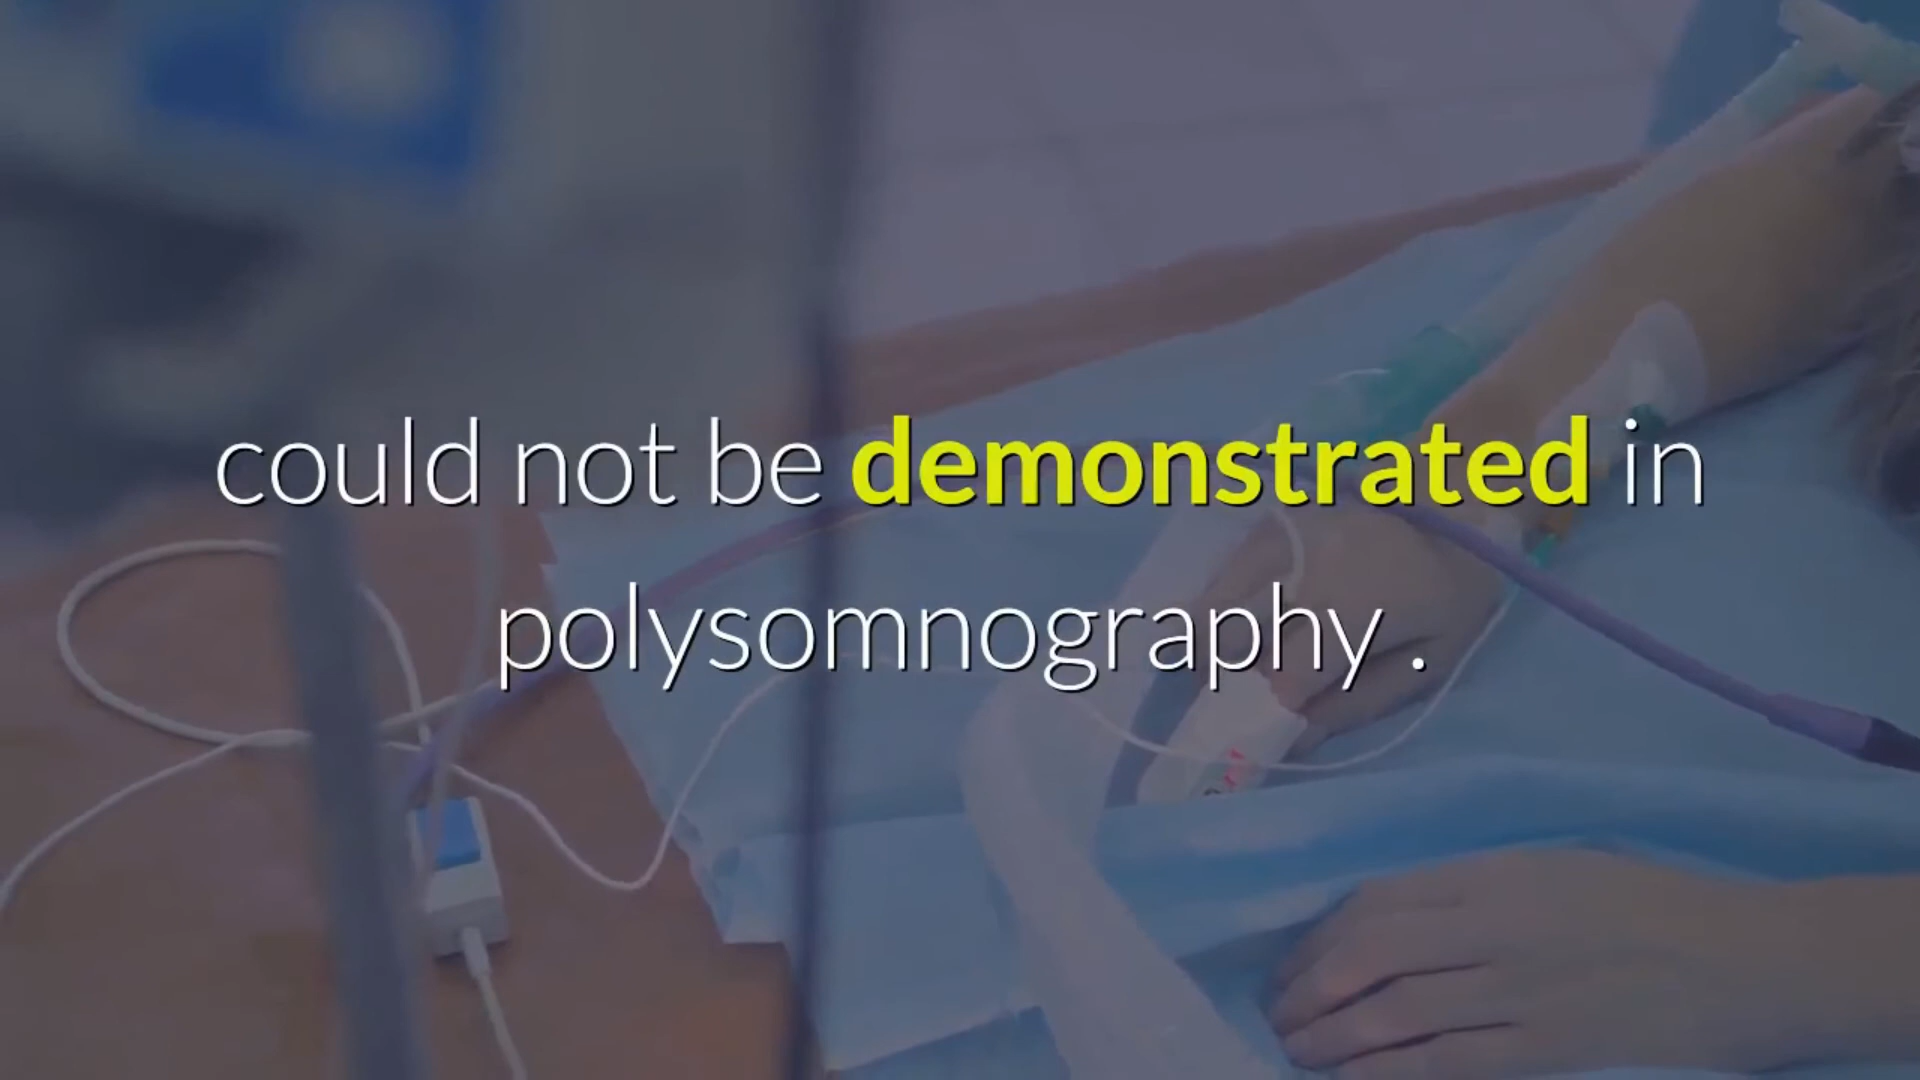 could not be demonstrated in
polysomnography .